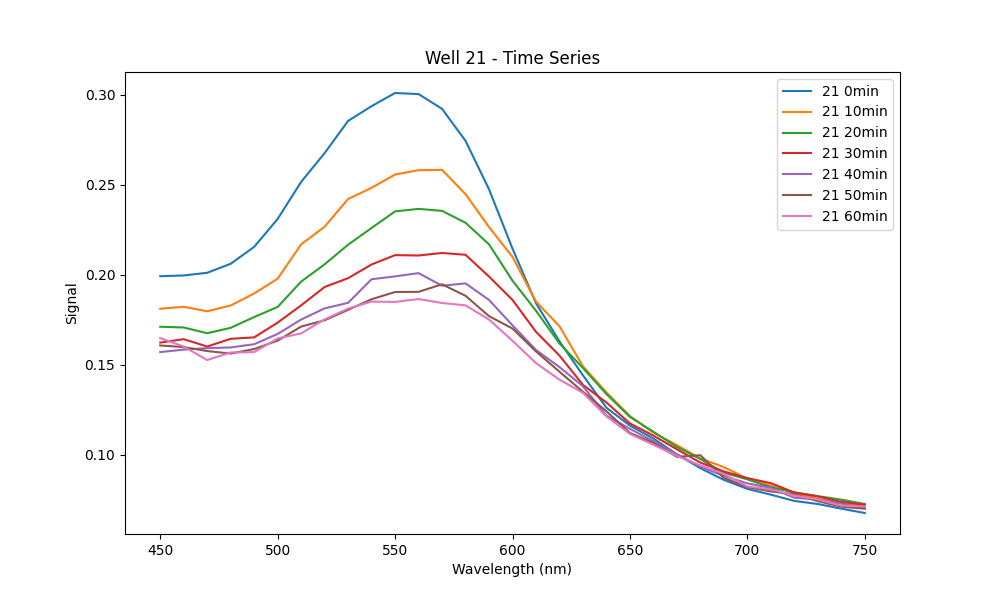 Well 21 - Time Series
0.30
0.25
0.20
0.15
0.10
Signal
450
500
550
600
650
700
750
Wavelength (nm)
21 0min
21 10min
21 20min
21 30min
21 40min
21 50min
21 60min